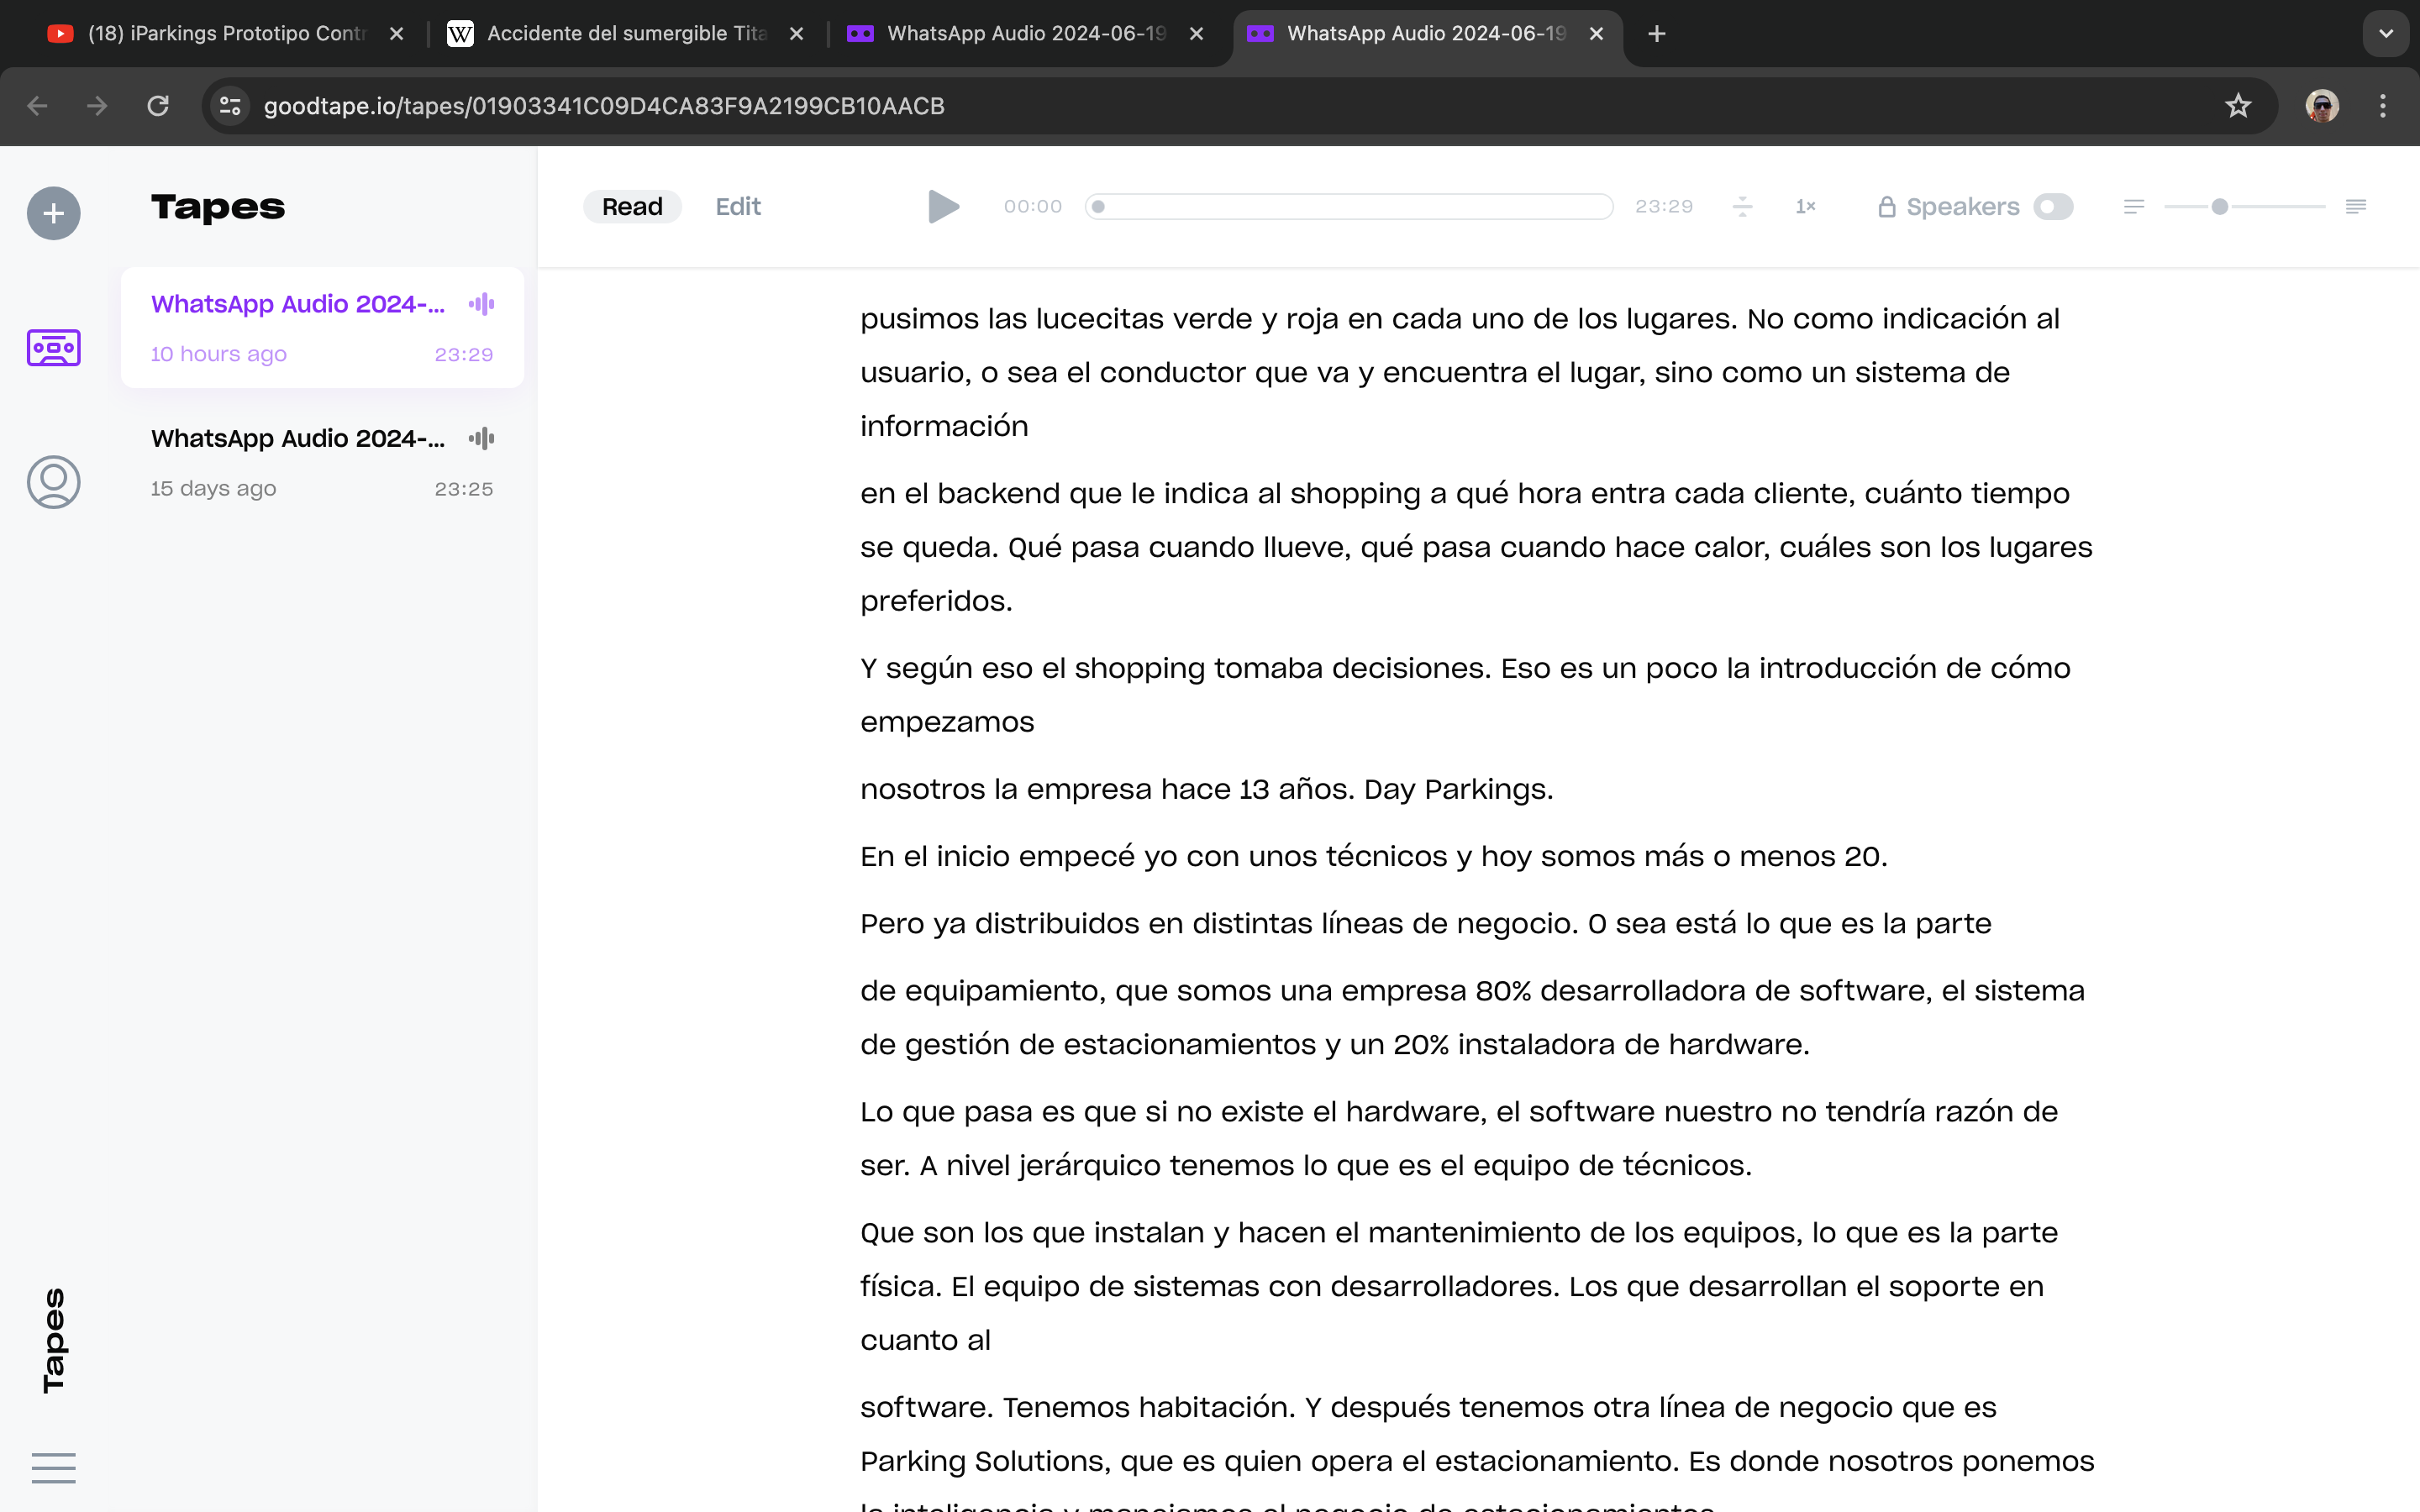 (18) iParkings Prototipo Contr
Accidente del sumergible Tita
WhatsApp Audio 2024-06-19
WhatsApp Audio 2024-06-19
goodtape.io/tapes/01903341C09D4CA83F9A2199CB10AACB
Tapes
WhatsApp Audio 2024-...
10 hours ago 23:29
WhatsApp Audio 2024-...
15 days ago 23:25
Tapes
Read Edit 00:00 23:29 1× Speakers
pusimos las lucecitas verde y roja en cada uno de los lugares. No como indicación al
usuario, o sea el conductor que va y encuentra el lugar, sino como un sistema de
información
en el backend que le indica al shopping a qué hora entra cada cliente, cuánto tiempo
se queda. Qué pasa cuando llueve, qué pasa cuando hace calor, cuáles son los lugares
preferidos.
Y según eso el shopping tomaba decisiones. Eso es un poco la introducción de cómo
empezamos
nosotros la empresa hace 13 años. Day Parkings.
En el inicio empecé yo con unos técnicos y hoy somos más o menos 20.
Pero ya distribuidos en distintas líneas de negocio. O sea está lo que es la parte
de equipamiento, que somos una empresa 80% desarrolladora de software, el sistema
de gestión de estacionamientos y un 20% instaladora de hardware.
Lo que pasa es que si no existe el hardware, el software nuestro no tendría razón de
ser. A nivel jerárquico tenemos lo que es el equipo de técnicos.
Que son los que instalan y hacen el mantenimiento de los equipos, lo que es la parte
física. El equipo de sistemas con desarrolladores. Los que desarrollan el soporte en
cuanto al
software. Tenemos habitación. Y después tenemos otra línea de negocio que es
Parking Solutions, que es quien opera el estacionamiento. Es donde nosotros ponemos
la inteligencia y manejamos el negocio de estacionamientos